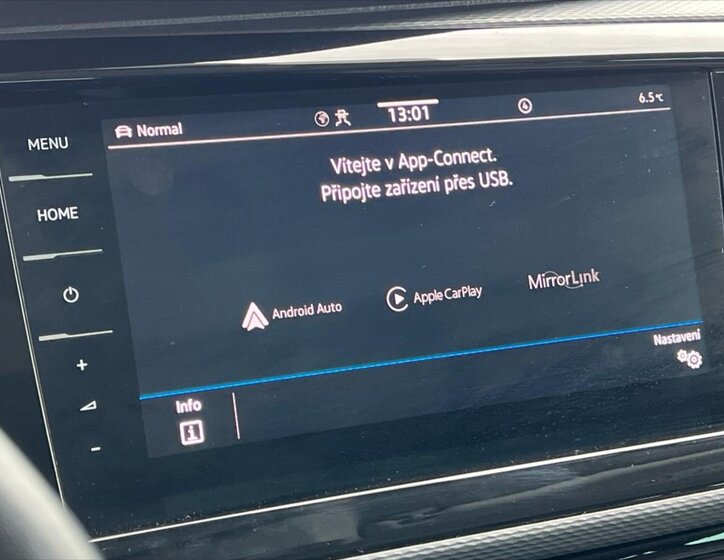 MENU
HOME
Normal
13:01
4
6.5°C
Vítejte v App-Connect.
Připojte zařízení přes USB.
Android Auto
Apple CarPlay
MirrorLink
Nastavení
Info
i
+
-